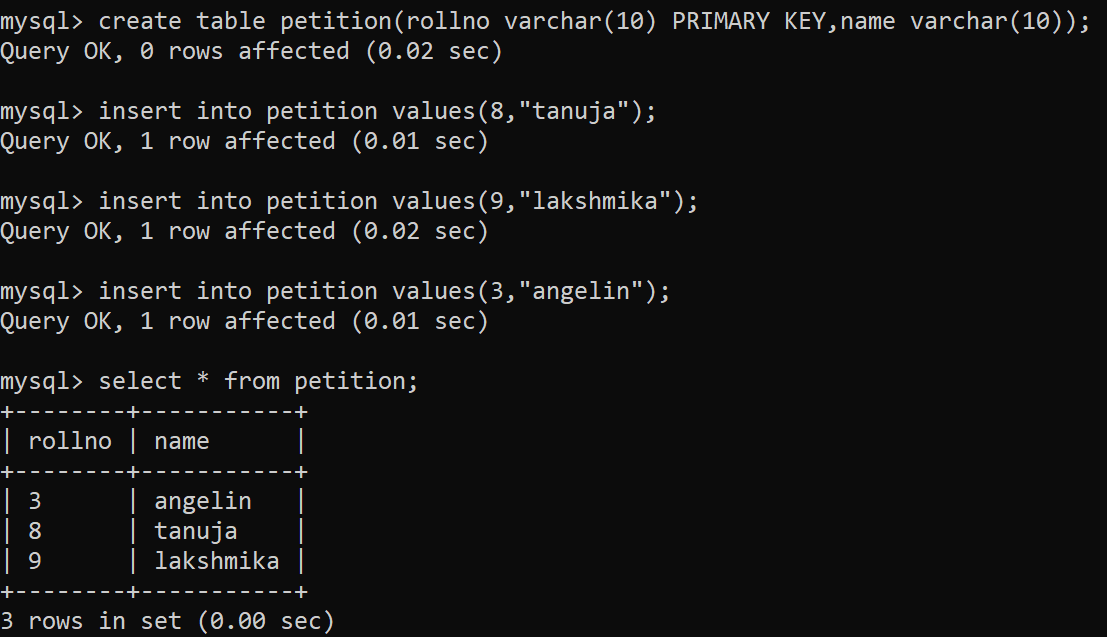 mysql> create table petition(rollno varchar(10) PRIMARY KEY,name varchar(10));
Query OK, 0 rows affected (0.02 sec)
mysql> insert into petition values(8,"tanuja");
Query OK, 1 row affected (0.01 sec)
mysql> insert into petition values(9,"lakshmika");
Query OK, 1 row affected (0.02 sec)
mysql> insert into petition values(3,"angelin");
Query OK, 1 row affected (0.01 sec)
mysql> select * from petition;
+--------+-----------+
| rollno | name      |
+--------+-----------+
| 3      | angelin   |
| 8      | tanuja    |
| 9      | lakshmika |
+--------+-----------+
3 rows in set (0.00 sec)